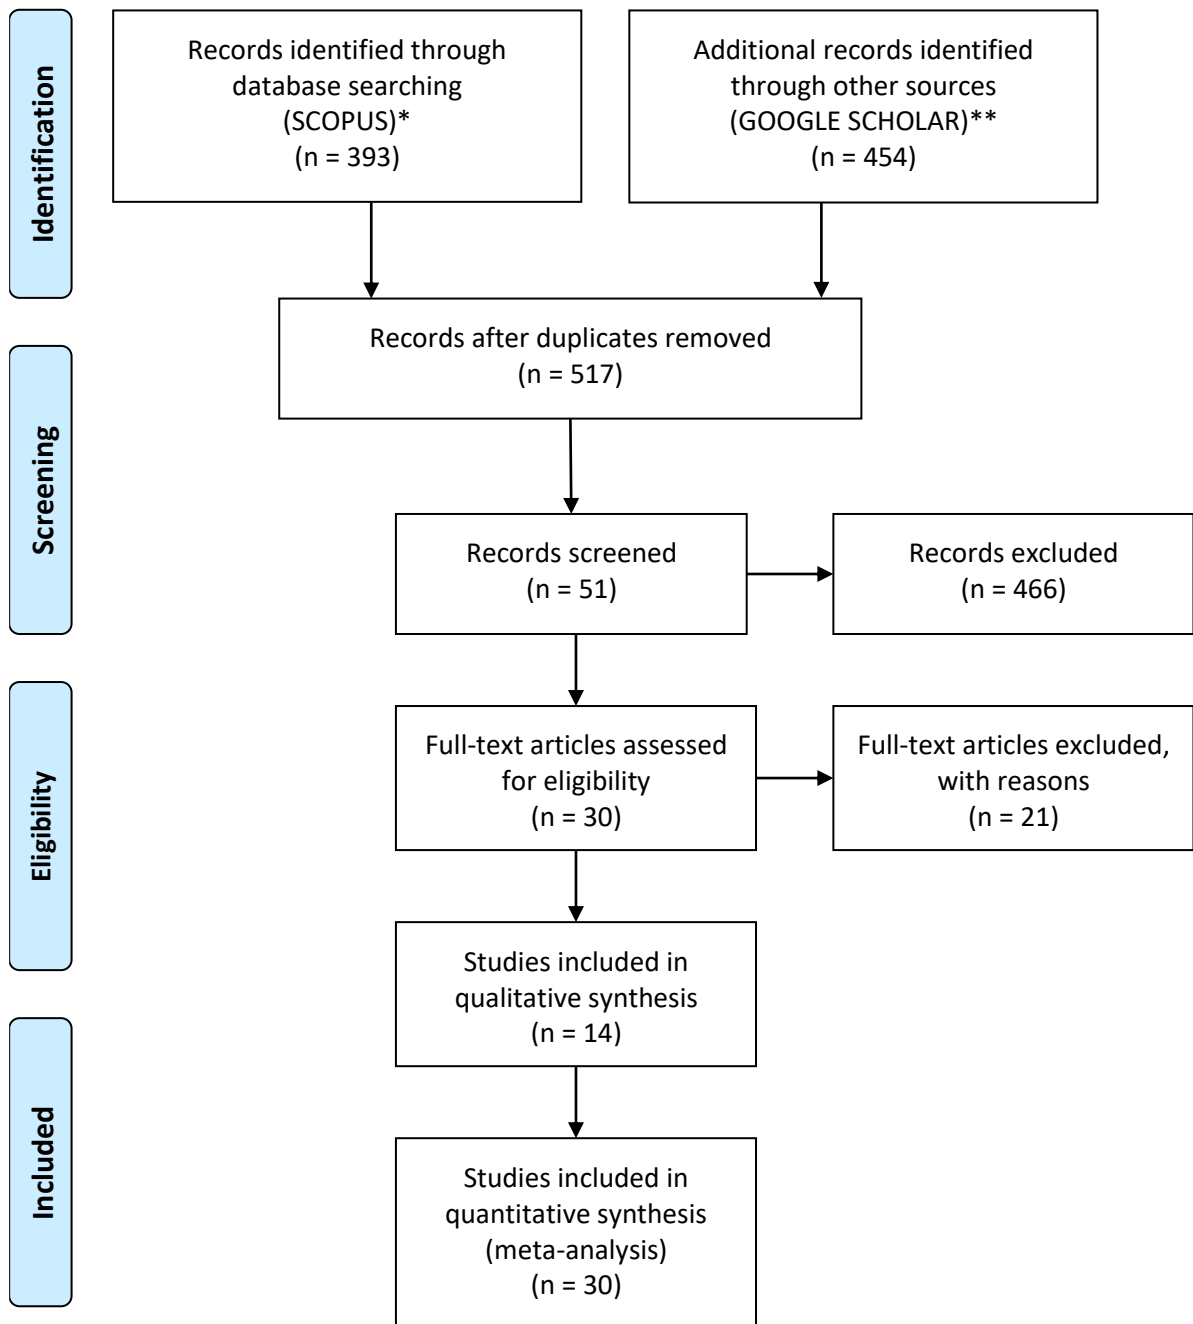 Identification
Records identified through
database searching
(SCOPUS)*
(n = 393)
Additional records identified
through other sources
(GOOGLE SCHOLAR)**
(n = 454)
Records after duplicates removed
(n = 517)
Screening
Records screened
(n = 51)
Records excluded
(n = 466)
Eligibility
Full-text articles assessed
for eligibility
(n = 30)
Full-text articles excluded,
with reasons
(n = 21)
Studies included in
qualitative synthesis
(n = 14)
Included
Studies included in
quantitative synthesis
(meta-analysis)
(n = 30)